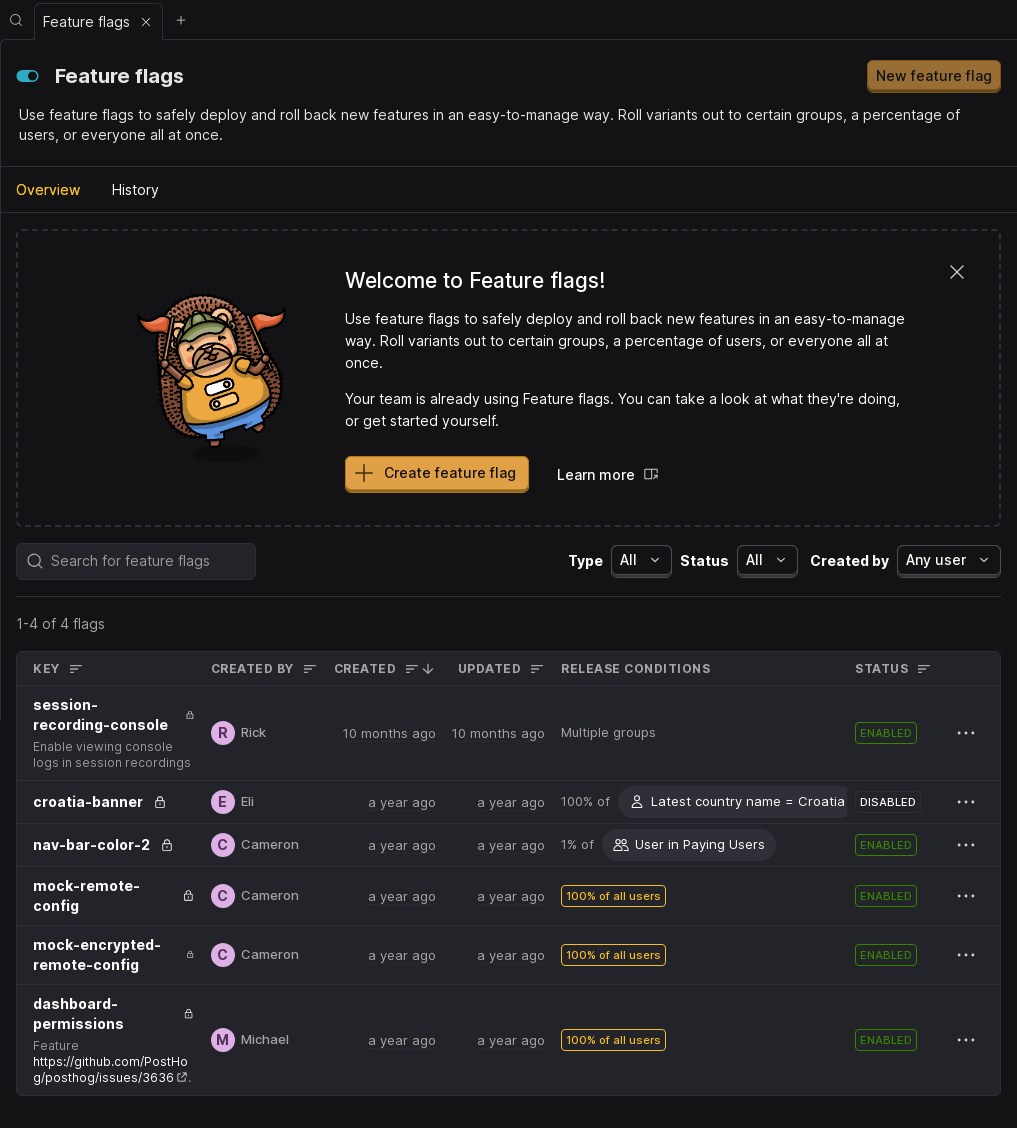 Feature flags
Feature flags
New feature flag
Use feature flags to safely deploy and roll back new features in an easy-to-manage way. Roll variants out to certain groups, a percentage of
users, or everyone all at once.
Overview
History
Welcome to Feature flags!
Use feature flags to safely deploy and roll back new features in an easy-to-manage
way. Roll variants out to certain groups, a percentage of users, or everyone all at
once.
Your team is already using Feature flags. You can take a look at what they're doing,
or get started yourself.
Create feature flag
Learn more
Search for feature flags
Type All Status All Created by Any user
1-4 of 4 flags
KEY CREATED BY CREATED UPDATED RELEASE CONDITIONS STATUS
session-
recording-console
Enable viewing console
logs in session recordings
R Rick 10 months ago 10 months ago Multiple groups ENABLED
croatia-banner E Eli a year ago a year ago 100% of Latest country name = Croatia DISABLED
nav-bar-color-2 C Cameron a year ago a year ago 1% of User in Paying Users ENABLED
mock-remote-
config
C Cameron a year ago a year ago 100% of all users ENABLED
mock-encrypted-
remote-config
C Cameron a year ago a year ago 100% of all users ENABLED
dashboard-
permissions
Feature
https://github.com/PostHo
g/posthog/issues/3636.
M Michael a year ago a year ago 100% of all users ENABLED